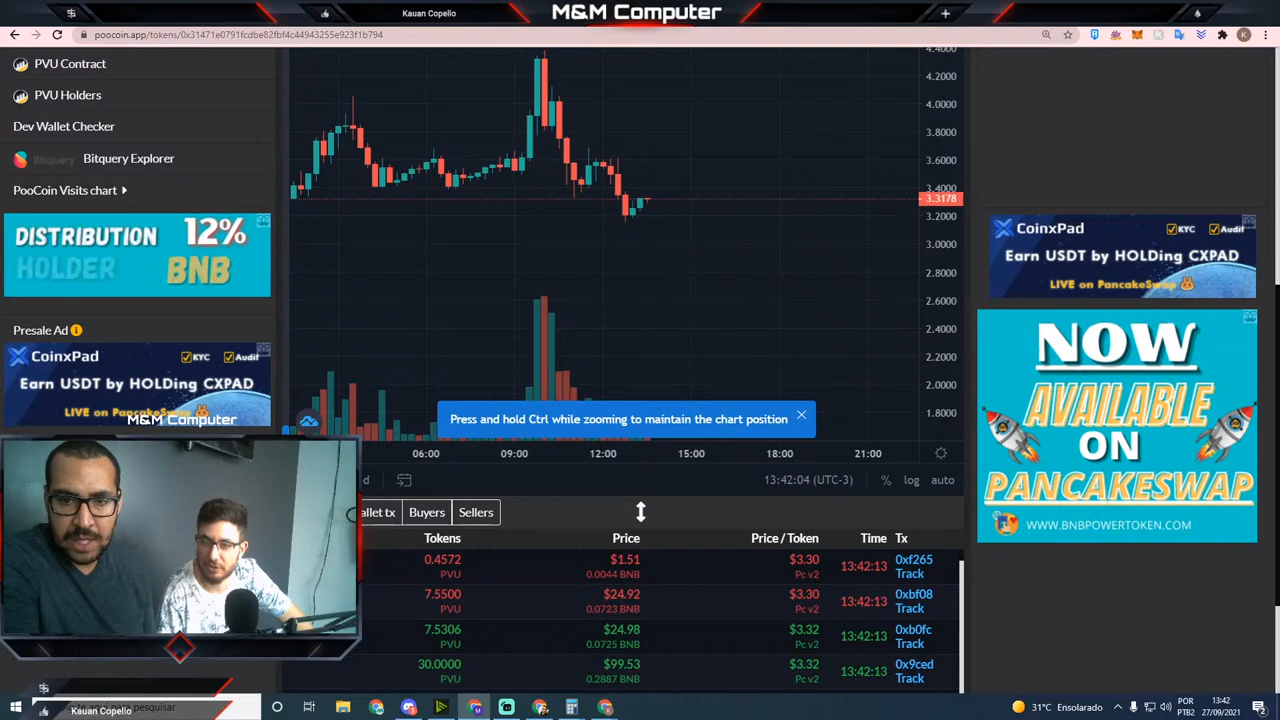 Kauan Copello
M&M Computer
poocoin.app/tokens/0x31471e0791fcdbe82fbf4c44943255e923f1b794
K
PVU Contract
PVU Holders
Dev Wallet Checker
Bitquery
Bitquery Explorer
PooCoin Visits chart
DISTRIBUTION 12%
HOLDER BNB
Presale Ad
CoinxPad KYC Audit
Earn USDT by HOLDing CXPAD
LIVE on PancakeSwap
M&M Computer
4.4000
4.2000
4.0000
3.8000
3.6000
3.4000
3.3178
3.2000
3.0000
2.8000
2.6000
2.4000
2.2000
2.0000
1.8000
Press and hold Ctrl while zooming to maintain the chart position
06:00 09:00 12:00 15:00 18:00 21:00
13:42:04 (UTC-3) % log auto
Buyers Sellers
Tokens Price Price / Token Time Tx
0.4572 $1.51 $3.30 13:42:13 0xf265
PVU 0.0044 BNB Pc v2 Track
7.5500 $24.92 $3.30 13:42:13 0xbf08
PVU 0.0723 BNB Pc v2 Track
7.5306 $24.98 $3.32 13:42:13 0xb0fc
PVU 0.0725 BNB Pc v2 Track
30.0000 $99.53 $3.32 13:42:13 0x9ced
PVU 0.2887 BNB Pc v2 Track
CoinxPad KYC Audit
Earn USDT by HOLDing CXPAD
LIVE on PancakeSwap
NOW
AVAILABLE
ON
PANCAKESWAP
WWW.BNBPOWERTOKEN.COM
Kauan Copello
aqui para pesquisar
31°C Ensolarado
POR
PTB2
13:42
27/09/2021
2